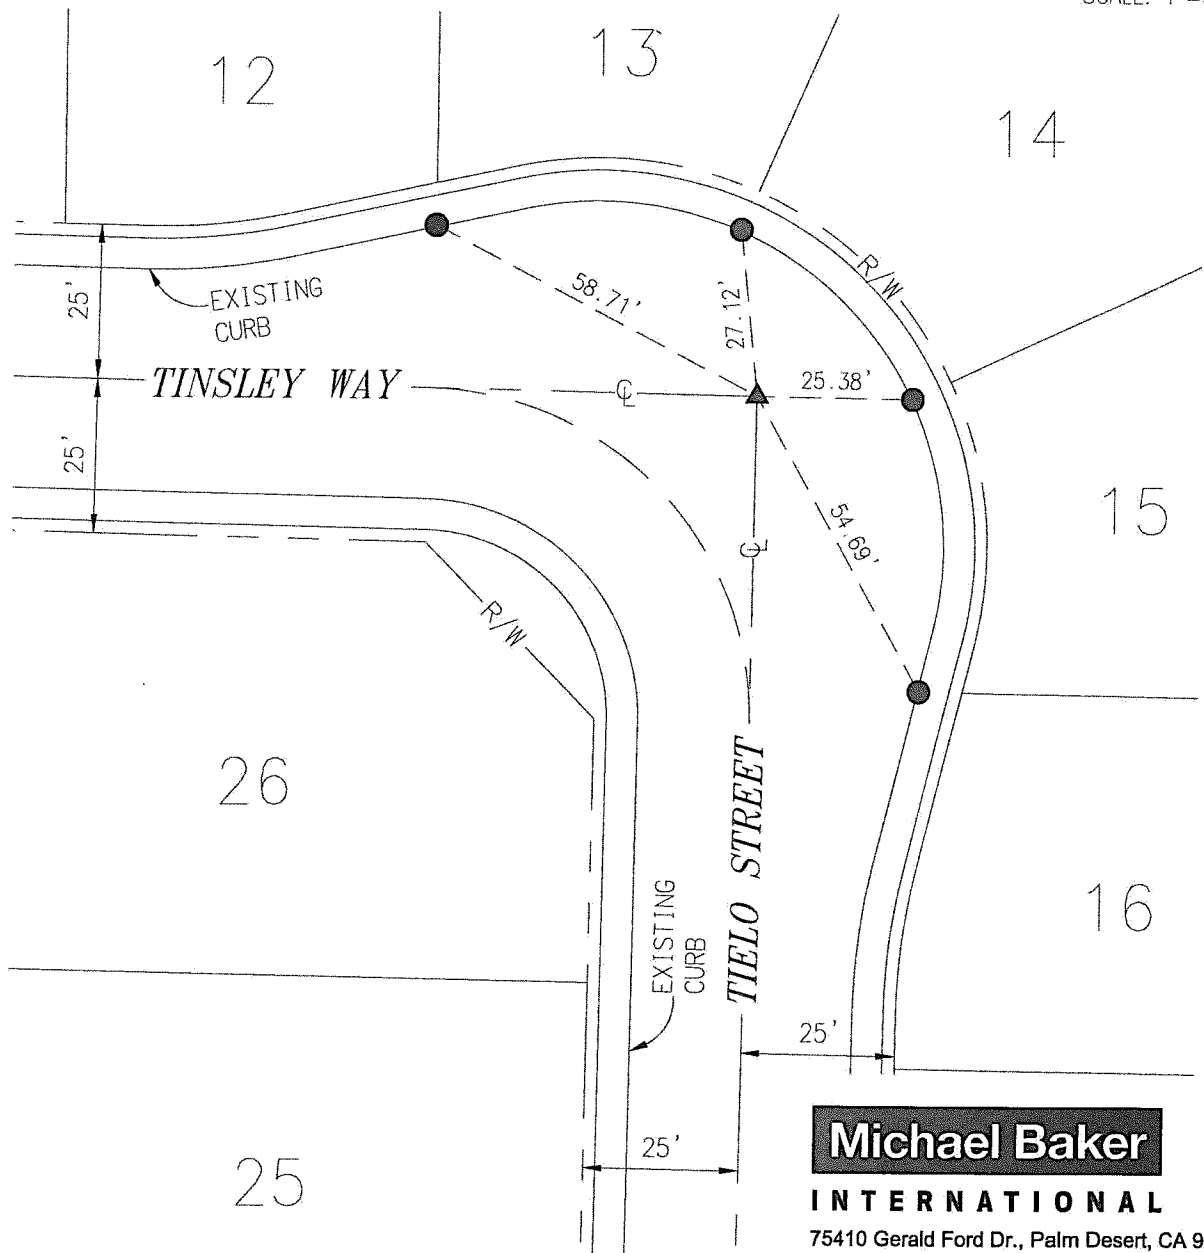 12
13
14
R/W
EXISTING
CURB
25'
58.71'
27.12'
TINSLEY WAY
℄
25.38'
25'
℄
54.69'
15
R/W
26
TIELO STREET
EXISTING
CURB
16
25'
25'
25
Michael Baker
INTERNATIONAL
75410 Gerald Ford Dr., Palm Desert, CA